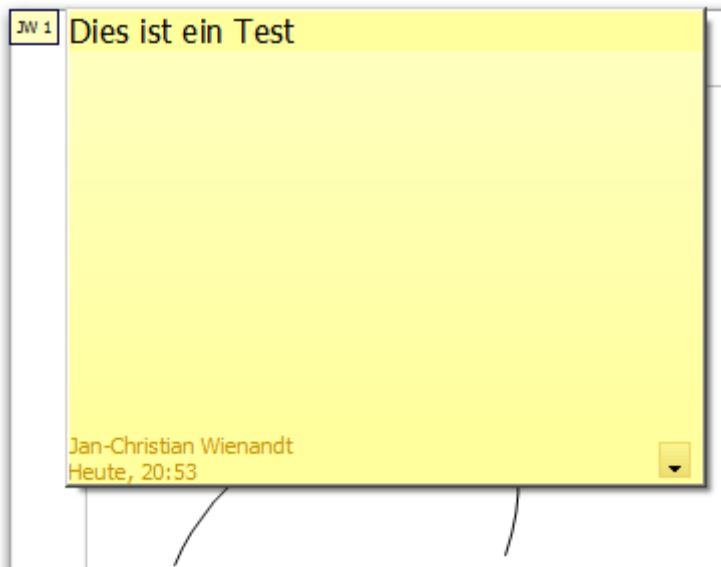 JW 1
Dies ist ein Test
Jan-Christian Wienandt
Heute, 20:53